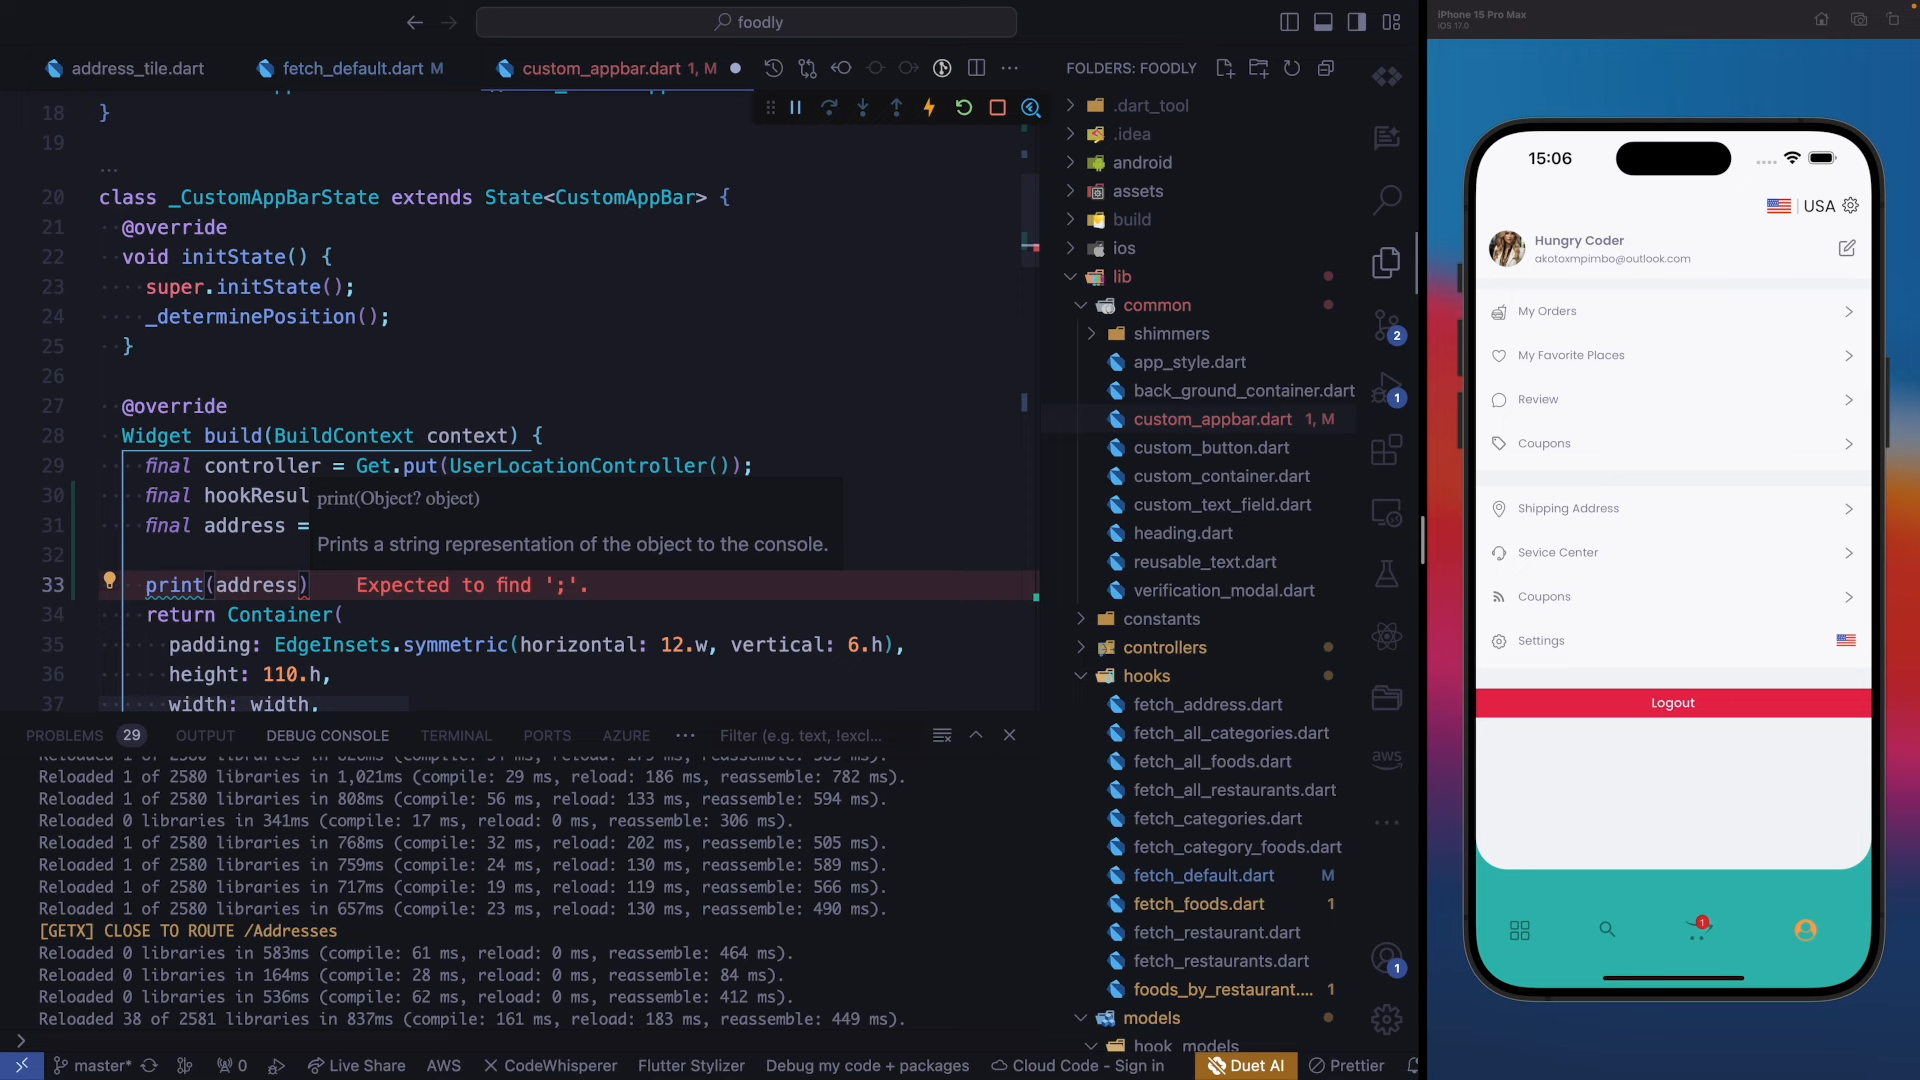 foodly
address_tile.dart
fetch_default.dart M
custom_appbar.dart 1, M
18 }
19
...
20 class _CustomAppBarState extends State<CustomAppBar> {
21 @override
22 void initState() {
23 super.initState();
24 _determinePosition();
25 }
26
27 @override
28 Widget build(BuildContext context) {
29 final controller = Get.put(UserLocationController());
30 final hookResul
31 final address =
print(Object? object)
Prints a string representation of the object to the console.
32
33 print(address) Expected to find ';'.
34 return Container(
35 padding: EdgeInsets.symmetric(horizontal: 12.w, vertical: 6.h),
36 height: 110.h,
37 width: width,
PROBLEMS 29 OUTPUT DEBUG CONSOLE TERMINAL PORTS AZURE ··· Filter (e.g. text, !excl...
Reloaded 1 of 2580 libraries in 1,021ms (compile: 29 ms, reload: 186 ms, reassemble: 782 ms).
Reloaded 1 of 2580 libraries in 808ms (compile: 56 ms, reload: 133 ms, reassemble: 594 ms).
Reloaded 0 libraries in 341ms (compile: 17 ms, reload: 0 ms, reassemble: 306 ms).
Reloaded 1 of 2580 libraries in 768ms (compile: 32 ms, reload: 202 ms, reassemble: 505 ms).
Reloaded 1 of 2580 libraries in 759ms (compile: 24 ms, reload: 130 ms, reassemble: 589 ms).
Reloaded 1 of 2580 libraries in 717ms (compile: 19 ms, reload: 119 ms, reassemble: 566 ms).
Reloaded 1 of 2580 libraries in 657ms (compile: 23 ms, reload: 130 ms, reassemble: 490 ms).
[GETX] CLOSE TO ROUTE /Addresses
Reloaded 0 libraries in 583ms (compile: 61 ms, reload: 0 ms, reassemble: 464 ms).
Reloaded 0 libraries in 164ms (compile: 28 ms, reload: 0 ms, reassemble: 84 ms).
Reloaded 0 libraries in 536ms (compile: 62 ms, reload: 0 ms, reassemble: 412 ms).
Reloaded 38 of 2581 libraries in 837ms (compile: 161 ms, reload: 183 ms, reassemble: 449 ms).
master* 0 Live Share AWS CodeWhisperer Flutter Stylizer Debug my code + packages Cloud Code - Sign in Duet AI Prettier
FOLDERS: FOODLY
.dart_tool
.idea
android
assets
build
ios
lib
common
shimmers
app_style.dart
back_ground_container.dart
custom_appbar.dart 1, M
custom_button.dart
custom_container.dart
custom_text_field.dart
heading.dart
reusable_text.dart
verification_modal.dart
constants
controllers
hooks
fetch_address.dart
fetch_all_categories.dart
fetch_all_foods.dart
fetch_all_restaurants.dart
fetch_categories.dart
fetch_category_foods.dart
fetch_default.dart M
fetch_foods.dart 1
fetch_restaurant.dart
fetch_restaurants.dart
foods_by_restaurant.... 1
models
hook_models
2
1
aws
1
iPhone 15 Pro Max
iOS 17.0
15:06
USA
Hungry Coder
akotoxmpimbo@outlook.com
My Orders
My Favorite Places
Review
Coupons
Shipping Address
Sevice Center
Coupons
Settings
Logout
1